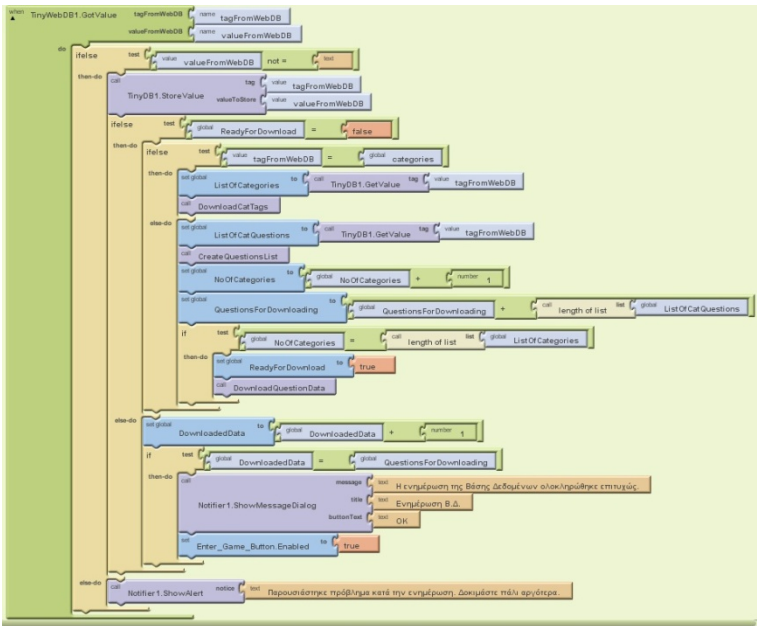 when TinyWebDB1.GotValue tagFromWebDB name tagFromWebDB
valueFromWebDB name valueFromWebDB
do ifelse test value valueFromWebDB not = text
then-do call TinyDB1.StoreValue tag value tagFromWebDB
valueToStore value valueFromWebDB
ifelse test global ReadyForDownload = false
then-do ifelse test value tagFromWebDB = global categories
then-do set global ListOfCategories to call TinyDB1.GetValue tag value tagFromWebDB
call DownloadCatTags
else-do set global ListOfCatQuestions to call TinyDB1.GetValue tag value tagFromWebDB
call CreateQuestionsList
set global NoOfCategories to global NoOfCategories + number 1
set global QuestionsForDownloading to global QuestionsForDownloading + call length of list list global ListOfCatQuestions
if test global NoOfCategories = call length of list list global ListOfCategories
then-do set global ReadyForDownload to true
call DownloadQuestionData
else-do set global DownloadedData to global DownloadedData + number 1
if test global DownloadedData = global QuestionsForDownloading
then-do call Notifier1.ShowMessageDialog message text Η ενημέρωση της Βάσης Δεδομένων ολοκληρώθηκε επιτυχώς.
title text Ενημέρωση Β.Δ.
buttonText text OK
set Enter_Game_Button.Enabled to true
else-do call Notifier1.ShowAlert notice text Παρουσιάστηκε πρόβλημα κατά την ενημέρωση. Δοκιμάστε πάλι αργότερα.